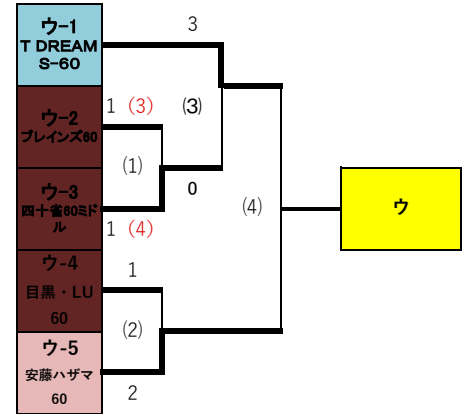 ウ-1
T DREAM
S-60
3
ウ-2
ブレインズ60
1 (3)
(3)
(1)
0
ウ-3
四十雀60ミド
ル
1 (4)
(4)
ウ
ウ-4
目黒・LU
60
1
(2)
ウ-5
安藤ハザマ
60
2